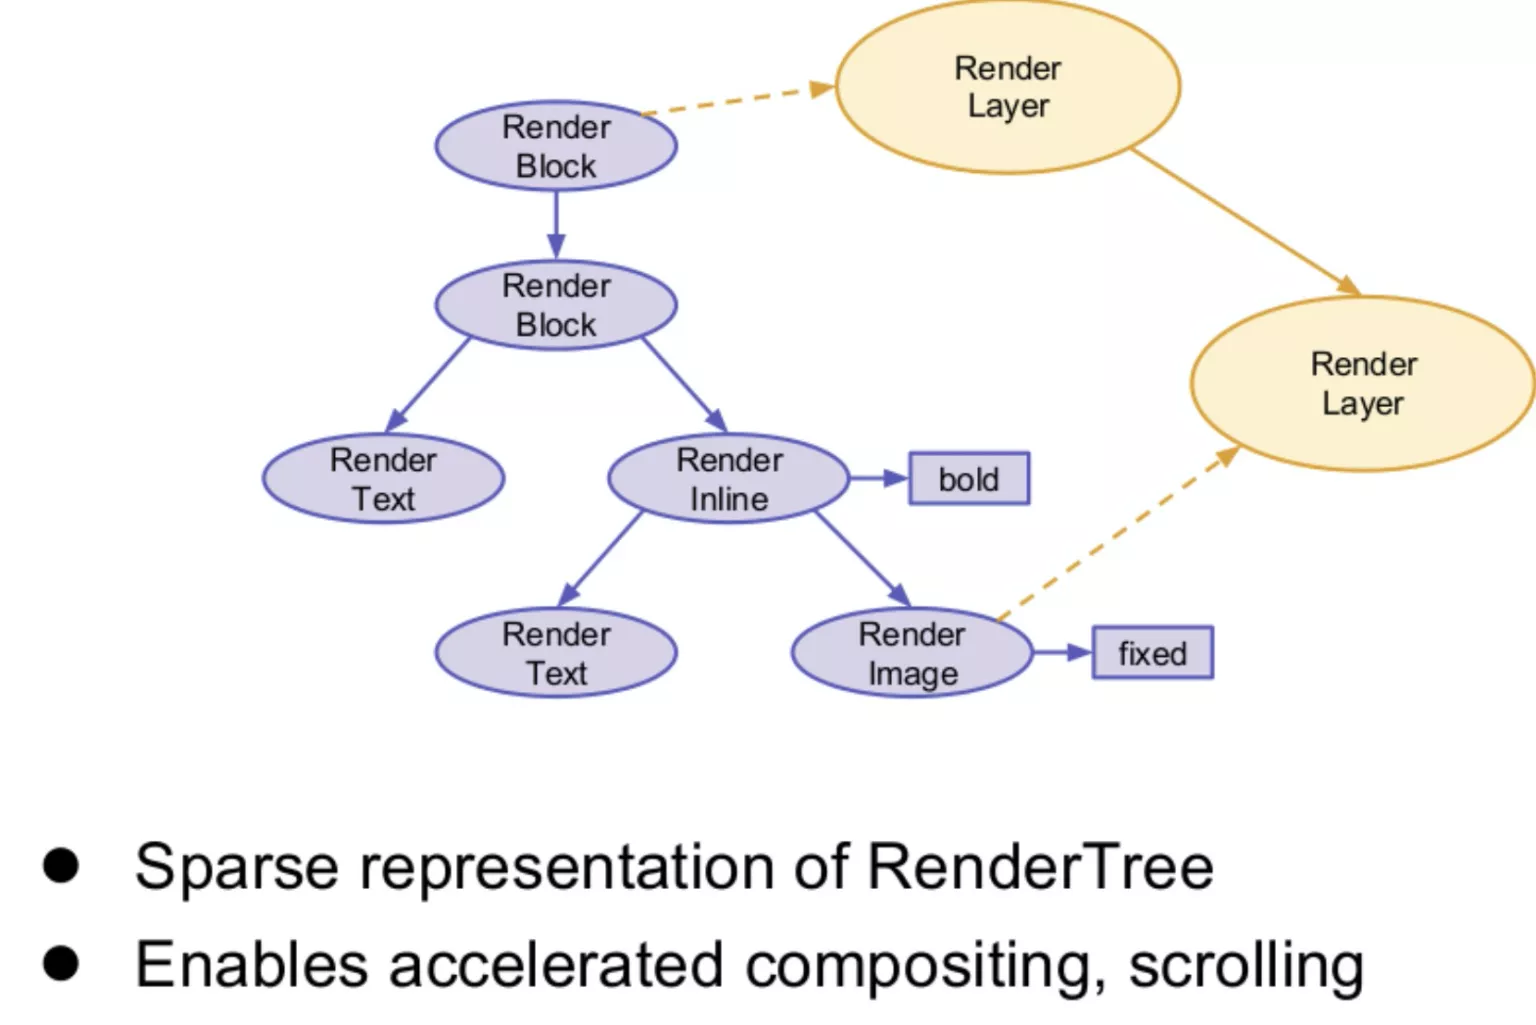 Render
Layer
Render
Block
Render
Block
Render
Layer
Render
Text
Render
Inline
bold
Render
Text
Render
Image
fixed
● Sparse representation of RenderTree
● Enables accelerated compositing, scrolling